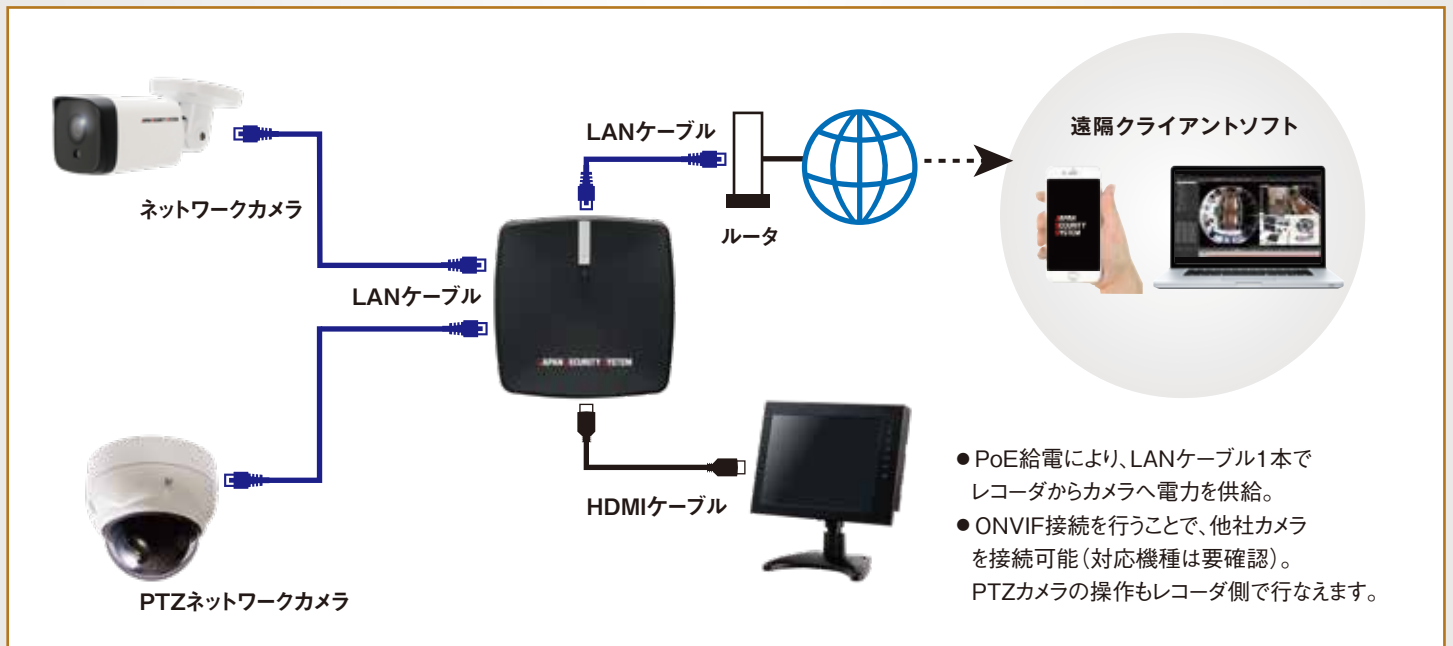 LANケーブル
遠隔クライアントソフト
JAPAN
SECURITY
SYSTEM
ネットワークカメラ
ルータ
LANケーブル
JAPAN SECURITY SYSTEM
HDMIケーブル
PTZネットワークカメラ
●PoE給電により、LANケーブル1本で
レコーダからカメラへ電力を供給。
●ONVIF接続を行うことで、他社カメラ
を接続可能（対応機種は要確認）。
PTZカメラの操作もレコーダ側で行なえます。